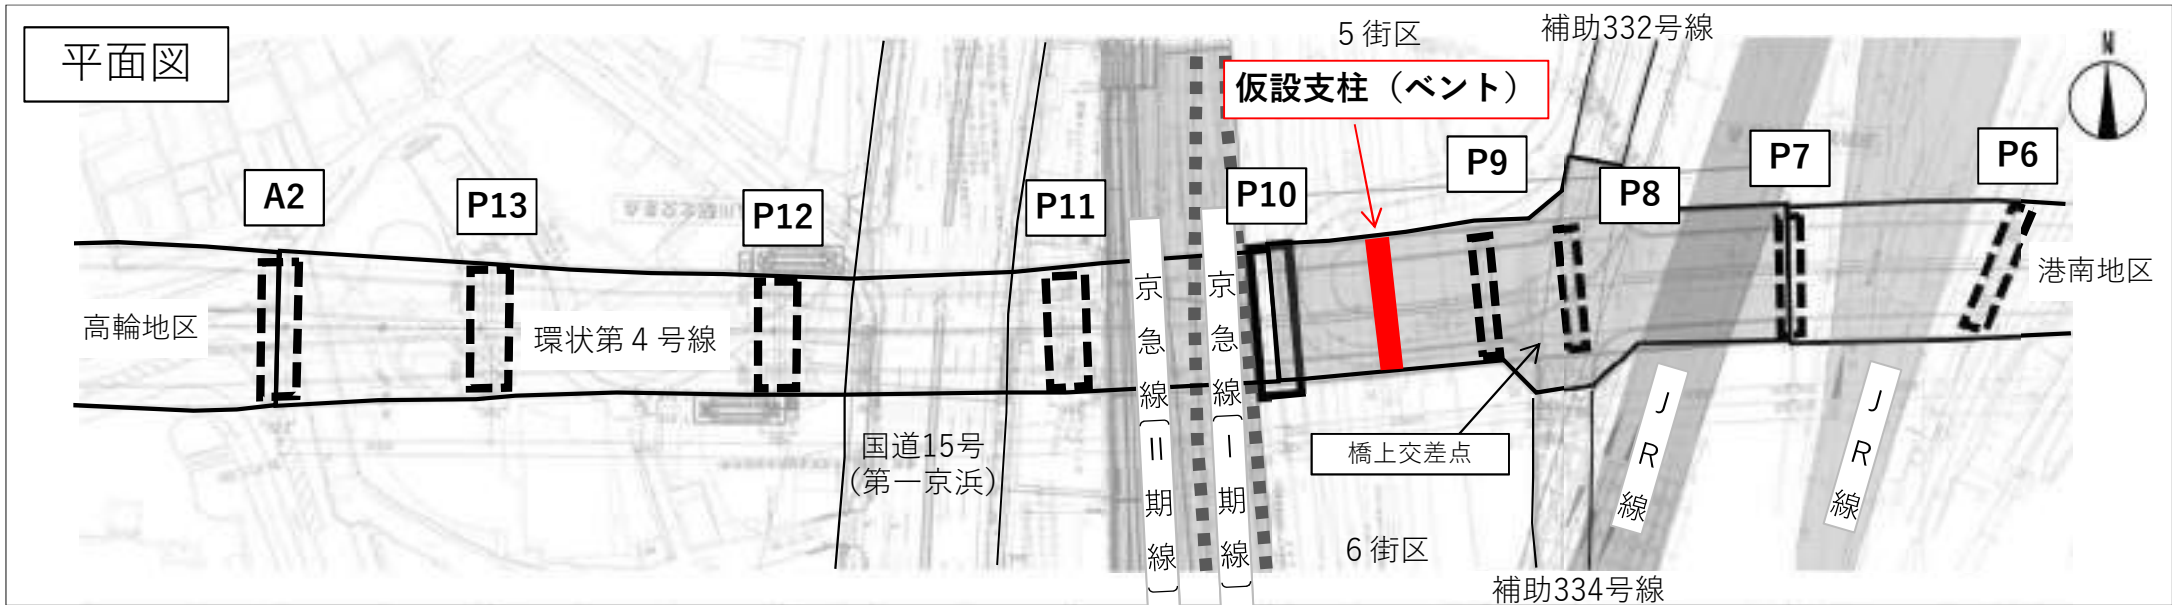 平面図
5 街区
補助332号線
N
仮設支柱（ベント）
P9
P7
P6
A2
P13
P12
P11
P10
P8
高輪地区
環状第４号線
港南地区
京急線（Ⅱ期線）
京急線（Ⅰ期線）
国道15号
（第一京浜）
橋上交差点
ＪＲ線
ＪＲ線
6 街区
補助334号線